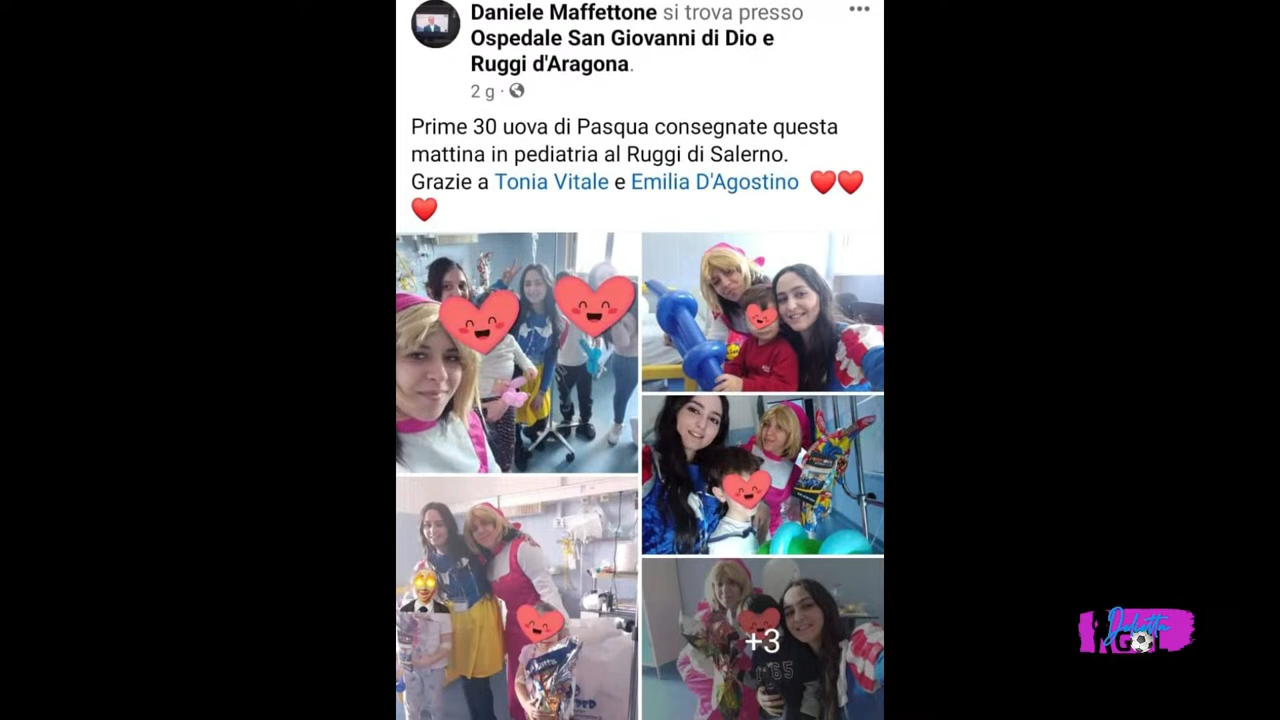 Daniele Maffettone si trova presso
Ospedale San Giovanni di Dio e
Ruggi d'Aragona.
2 g ·
Prime 30 uova di Pasqua consegnate questa
mattina in pediatria al Ruggi di Salerno.
Grazie a Tonia Vitale e Emilia D'Agostino ❤️❤️
❤️
+3